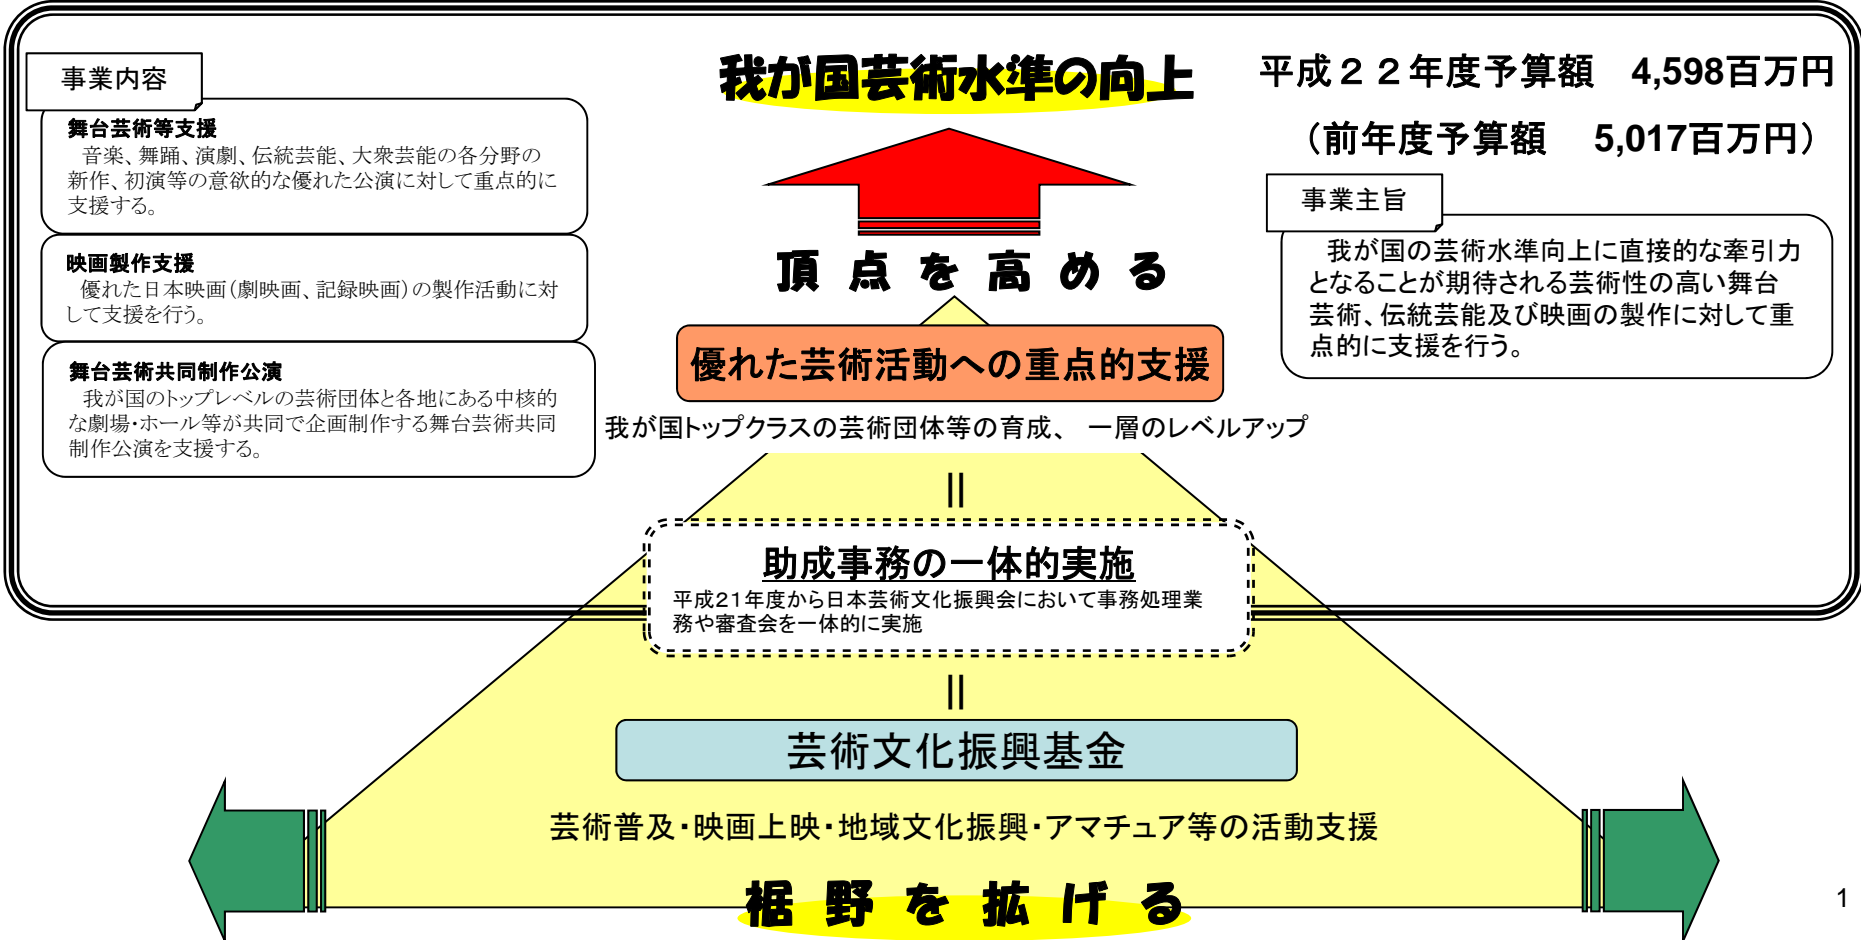 事業内容
舞台芸術等支援
音楽、舞踊、演劇、伝統芸能、大衆芸能の各分野の
新作、初演等の意欲的な優れた公演に対して重点的に
支援する。
映画製作支援
優れた日本映画(劇映画、記録映画)の製作活動に対
して支援を行う。
舞台芸術共同制作公演
我が国のトップレベルの芸術団体と各地にある中核的
な劇場・ホール等が共同で企画制作する舞台芸術共同
制作公演を支援する。
我が国芸術水準の向上
平成22年度予算額 4,598百万円
(前年度予算額 5,017百万円)
事業主旨
我が国の芸術水準向上に直接的な牽引力
となることが期待される芸術性の高い舞台
芸術、伝統芸能及び映画の製作に対して重
点的に支援を行う。
頂点を高める
優れた芸術活動への重点的支援
我が国トップクラスの芸術団体等の育成、 一層のレベルアップ
||
助成事務の一体的実施
平成21年度から日本芸術文化振興会において事務処理業
務や審査会を一体的に実施
||
芸術文化振興基金
芸術普及・映画上映・地域文化振興・アマチュア等の活動支援
裾野を拡げる
1